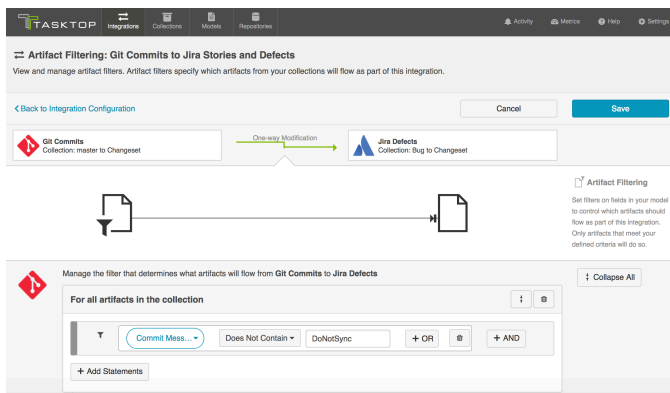 TASKTOP
Integrations
Collections
Models
Repositories
Activity
Metrics
Help
Settings
Artifact Filtering: Git Commits to Jira Stories and Defects
View and manage artifact filters. Artifact filters specify which artifacts from your collections will flow as part of this integration.
Back to Integration Configuration
Cancel
Save
Git Commits
Collection: master to Changeset
One-way Modification
Jira Defects
Collection: Bug to Changeset
Artifact Filtering
Set filters on fields in your model
to control which artifacts should
flow as part of this integration.
Only artifacts that meet your
defined criteria will do so.
Manage the filter that determines what artifacts will flow from Git Commits to Jira Defects
Collapse All
For all artifacts in the collection
Commit Mess...
Does Not Contain
DoNotSync
+ OR
+ AND
+ Add Statements